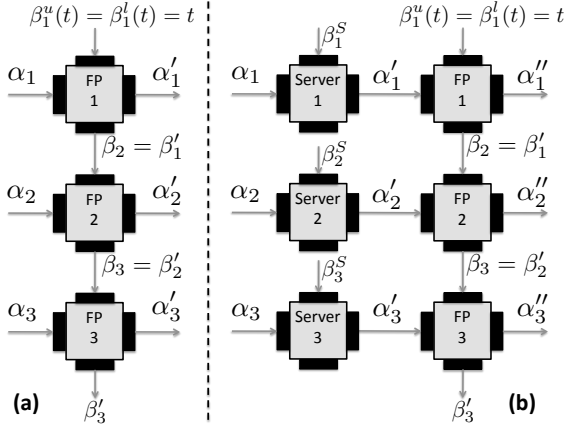 β₁ᵘ(t) = β₁ˡ(t) = t
α₁ FP 1 α₁′
β₂ = β₁′
α₂ FP 2 α₂′
β₃ = β₂′
α₃ FP 3 α₃′
(a) β₃′
β₁ˢ β₁ᵘ(t) = β₁ˡ(t) = t
α₁ Server 1 α₁′ FP 1 α₁′′
β₂ˢ β₂ = β₁′
α₂ Server 2 α₂′ FP 2 α₂′′
β₃ˢ β₃ = β₂′
α₃ Server 3 α₃′ FP 3 α₃′′
β₃′ (b)